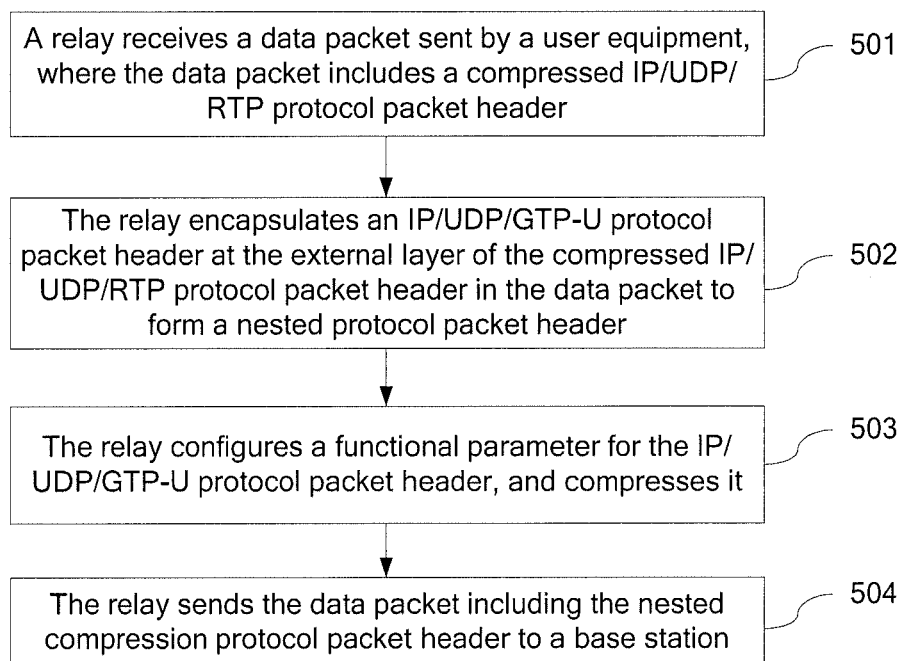 A relay receives a data packet sent by a user equipment,
where the data packet includes a compressed IP/UDP/
RTP protocol packet header
501
The relay encapsulates an IP/UDP/GTP-U protocol
packet header at the external layer of the compressed IP/
UDP/RTP protocol packet header in the data packet to
form a nested protocol packet header
502
The relay configures a functional parameter for the IP/
UDP/GTP-U protocol packet header, and compresses it
503
The relay sends the data packet including the nested
compression protocol packet header to a base station
504